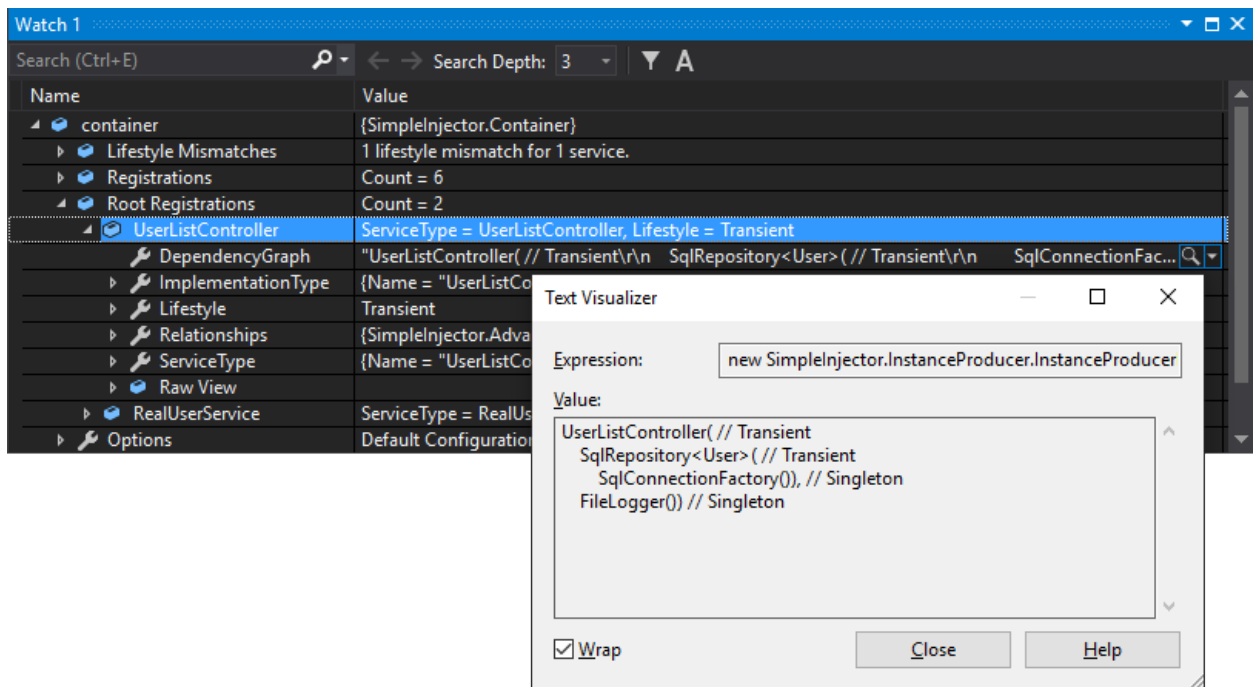 Watch 1
Search (Ctrl+E) Search Depth: 3 A
Name Value
container {SimpleInjector.Container}
Lifestyle Mismatches 1 lifestyle mismatch for 1 service.
Registrations Count = 6
Root Registrations Count = 2
UserListController ServiceType = UserListController, Lifestyle = Transient
DependencyGraph "UserListController( // Transient\r\n    SqlRepository<User>( // Transient\r\n        SqlConnectionFac...
ImplementationType {Name = "UserListCo
Lifestyle Transient
Relationships {SimpleInjector.Adva
ServiceType {Name = "UserListCo
Raw View
RealUserService ServiceType = RealUs
Options Default Configuration
Text Visualizer
Expression: new SimpleInjector.InstanceProducer.InstanceProducer
Value:
UserListController( // Transient
    SqlRepository<User>( // Transient
        SqlConnectionFactory()), // Singleton
    FileLogger()) // Singleton
Wrap Close Help